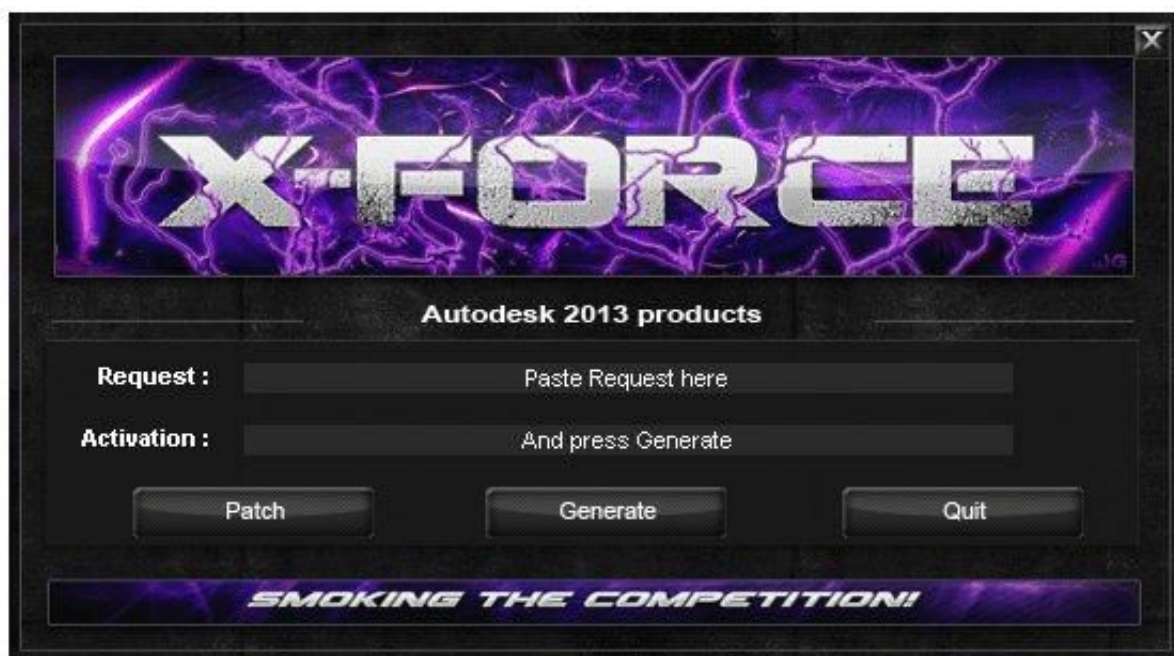 X
X-FORCE
Autodesk 2013 products
Request : Paste Request here
Activation : And press Generate
Patch Generate Quit
SMOKING THE COMPETITION!